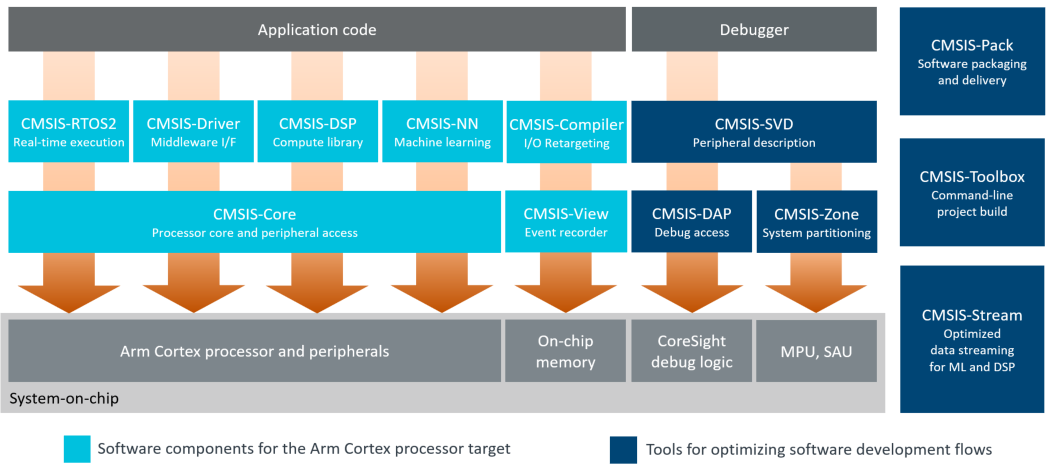 Application code
Debugger
CMSIS-Pack
Software packaging
and delivery
CMSIS-RTOS2
Real-time execution
CMSIS-Driver
Middleware I/F
CMSIS-DSP
Compute library
CMSIS-NN
Machine learning
CMSIS-Compiler
I/O Retargeting
CMSIS-SVD
Peripheral description
CMSIS-Toolbox
Command-line
project build
CMSIS-Core
Processor core and peripheral access
CMSIS-View
Event recorder
CMSIS-DAP
Debug access
CMSIS-Zone
System partitioning
CMSIS-Stream
Optimized
data streaming
for ML and DSP
Arm Cortex processor and peripherals
On-chip
memory
CoreSight
debug logic
MPU, SAU
System-on-chip
Software components for the Arm Cortex processor target
Tools for optimizing software development flows